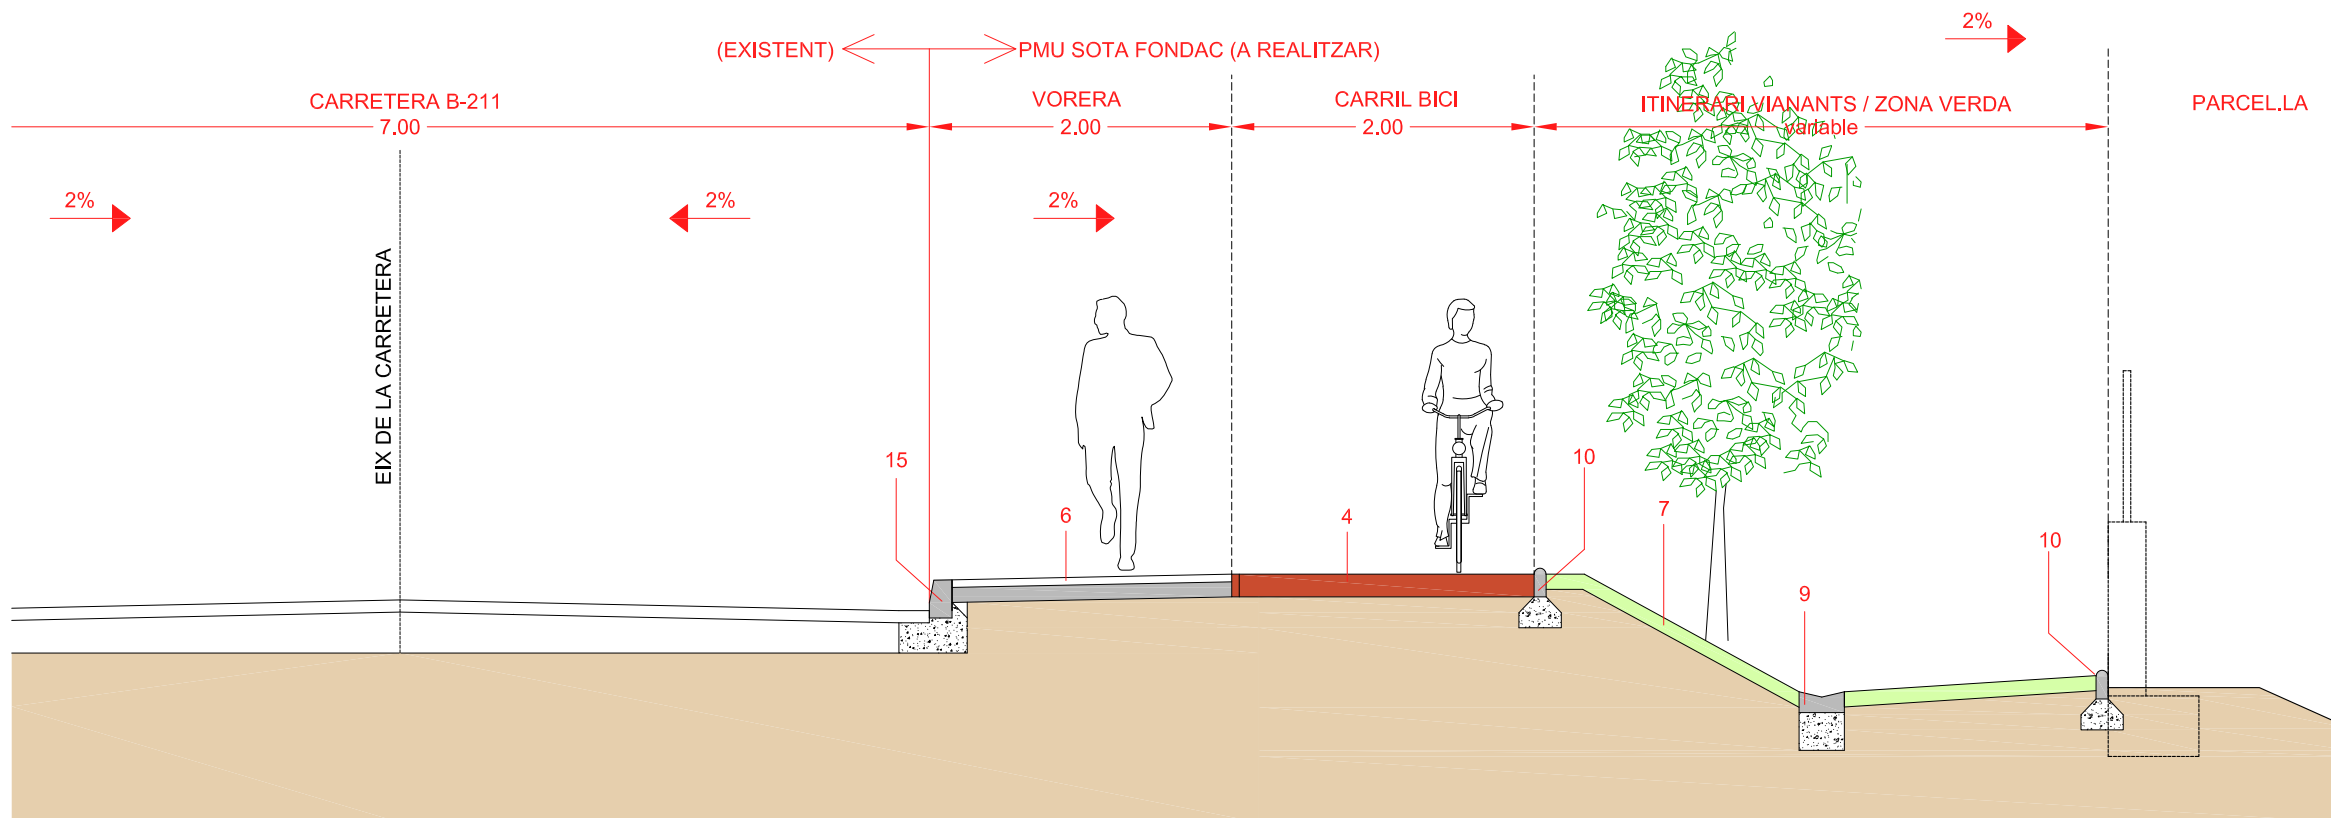 2%
(EXISTENT)
PMU SOTA FONDAC (A REALITZAR)
CARRETERA B-211
7.00
VORERA
2.00
CARRIL BICI
2.00
ITINERARI VIANANTS / ZONA VERDA
variable
PARCEL.LA
2%
2%
2%
EIX DE LA CARRETERA
15
6
4
10
7
9
10